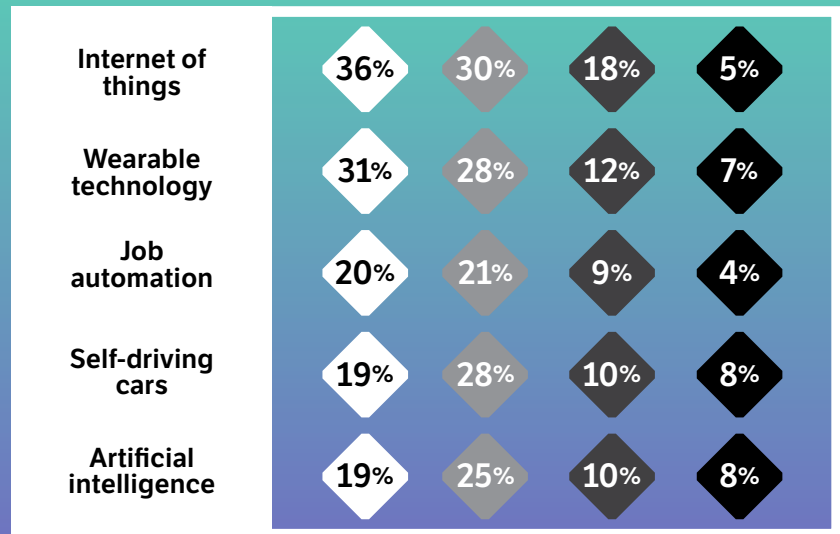 Internet of
things
36% 30% 18% 5%
Wearable
technology
31% 28% 12% 7%
Job
automation
20% 21% 9% 4%
Self-driving
cars
19% 28% 10% 8%
Artificial
intelligence
19% 25% 10% 8%